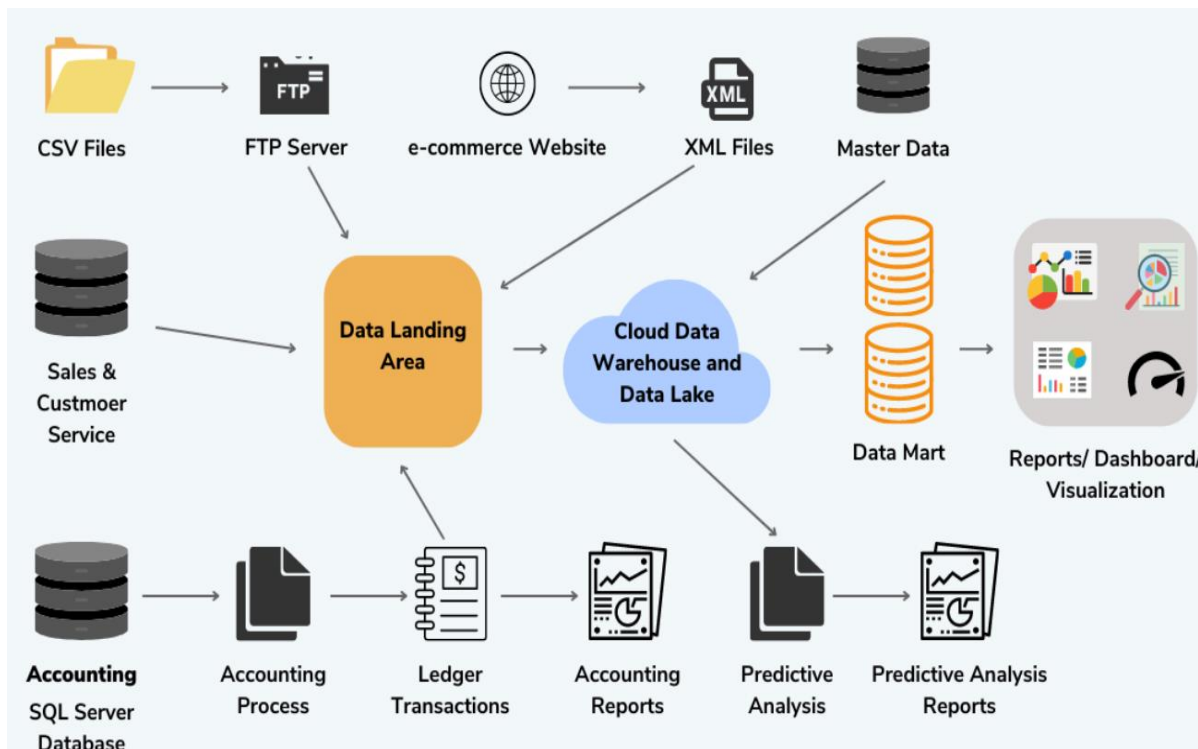 FTP
XML
CSV Files
FTP Server
e-commerce Website
XML Files
Master Data
Data Landing
Area
Cloud Data
Warehouse and
Data Lake
Sales &
Custmoer
Service
Data Mart
Reports/ Dashboard/
Visualization
$
Accounting
SQL Server
Database
Accounting
Process
Ledger
Transactions
Accounting
Reports
Predictive
Analysis
Predictive Analysis
Reports